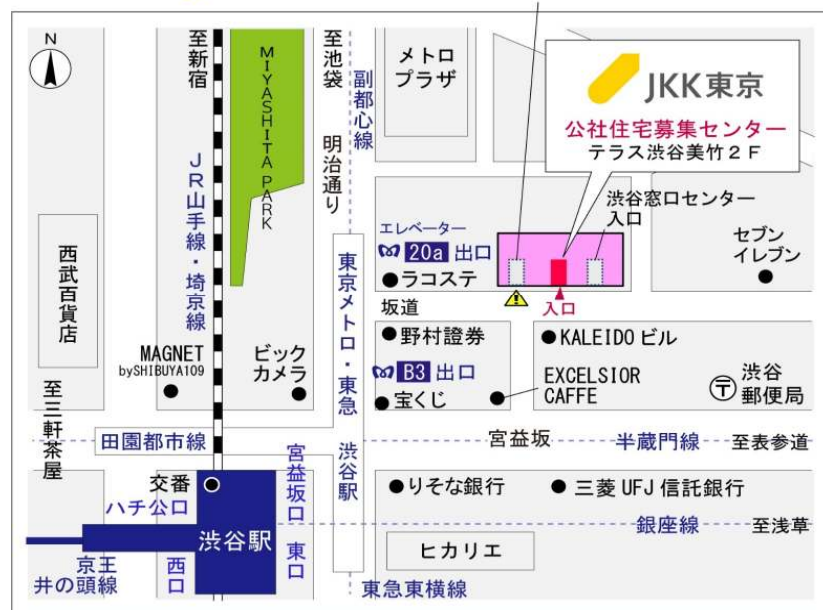 N
至新宿
MIYASHITA PARK
至池袋
副都心線
明治通り
メトロ
プラザ
JKK東京
公社住宅募集センター
テラス渋谷美竹2F
JR山手線・埼京線
西武百貨店
エレベーター
20a 出口
ラコステ
渋谷窓口センター
入口
セブン
イレブン
入口
坂道
東京メトロ・東急 渋谷駅
MAGNET
bySHIBUYA109
ビック
カメラ
野村證券
B3 出口
宝くじ
KALEIDO ビル
EXCELSIOR
CAFFE
渋谷
郵便局
至三軒茶屋
田園都市線
宮益坂
半蔵門線
至表参道
交番
ハチ公口
宮益坂口
りそな銀行
三菱UFJ信託銀行
渋谷駅
銀座線
至浅草
京王
井の頭線
西口
東口
ヒカリエ
東急東横線